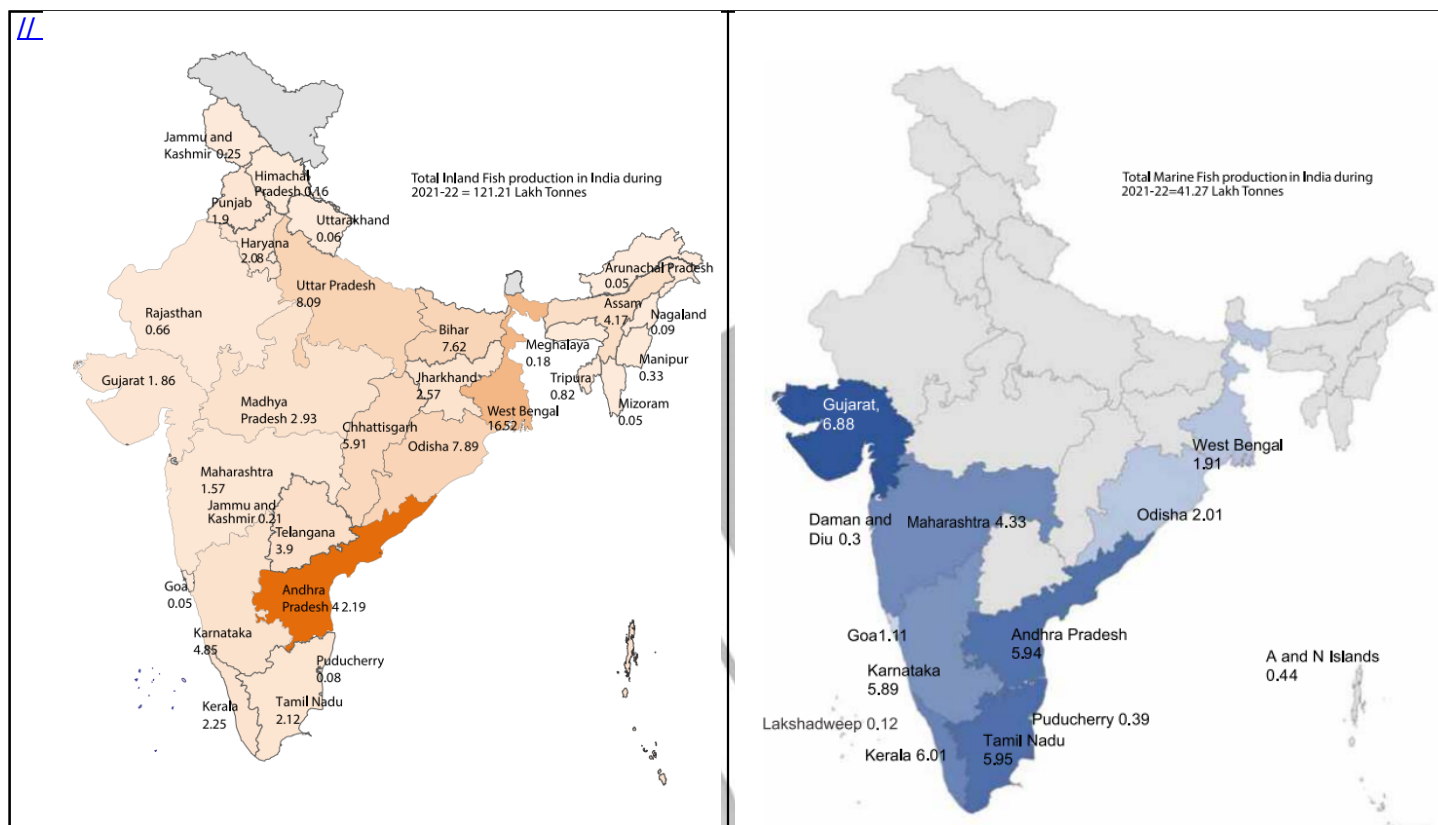 //
Jammu and
Kashmir 0.25
Himachal
Pradesh 0.16
Punjab
1.9
Uttarakhand
0.06
Haryana
2.08
Total Inland Fish production in India during
2021-22 = 121.21 Lakh Tonnes
Uttar Pradesh
8.09
Rajasthan
0.66
Bihar
7.62
Arunachal Pradesh
0.05
Assam
4.17
Nagaland
0.09
Meghalaya
0.18
Manipur
0.33
Tripura
0.82
Mizoram
0.05
Gujarat 1. 86
Madhya
Pradesh 2.93
Jharkhand
2.57
West Bengal
16.52
Chhattisgarh
5.91
Odisha 7.89
Maharashtra
1.57
Jammu and
Kashmir 0.21
Telangana
3.9
Goa
0.05
Andhra
Pradesh 4 2.19
Karnataka
4.85
Puducherry
0.08
Kerala
2.25
Tamil Nadu
2.12
Total Marine Fish production in India during
2021-22=41.27 Lakh Tonnes
Gujarat,
6.88
West Bengal
1.91
Daman and
Diu 0.3
Maharashtra 4.33
Odisha 2.01
Goa1.11
Andhra Pradesh
5.94
Karnataka
5.89
A and N Islands
0.44
Lakshadweep 0.12
Puducherry 0.39
Kerala 6.01
Tamil Nadu
5.95